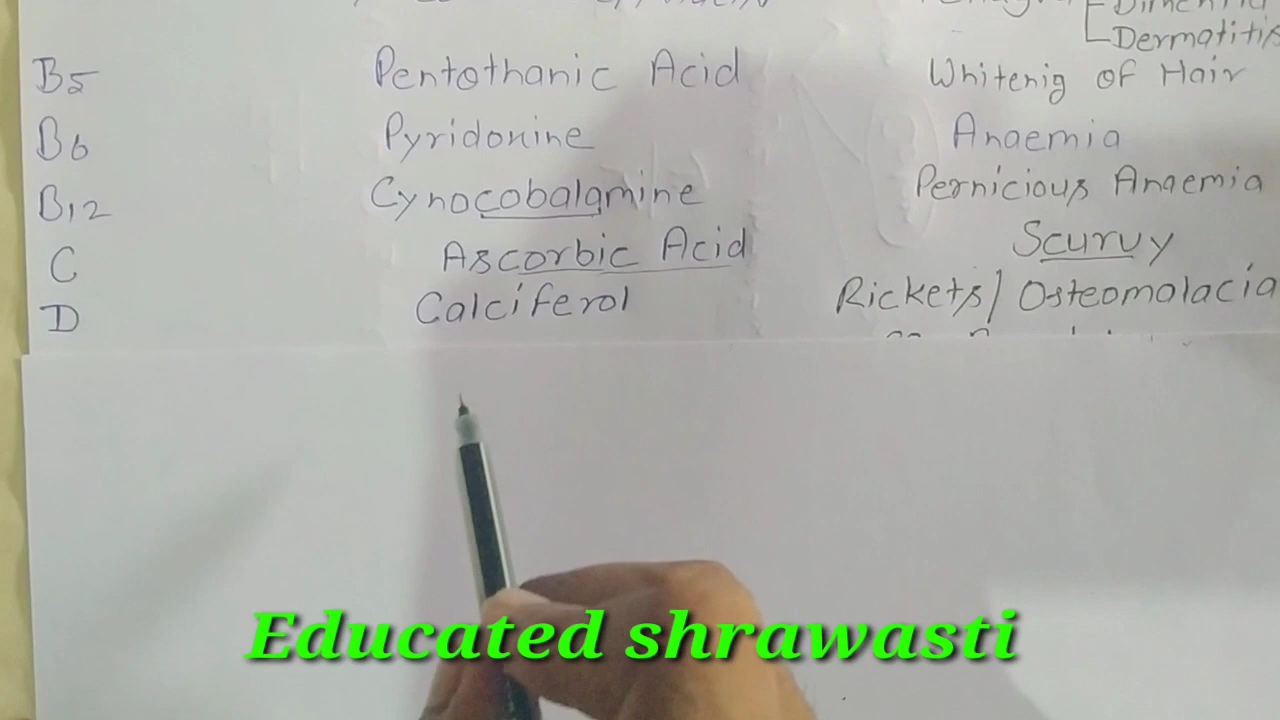 Dermatitis
B5 Pentothanic Acid Whitenig of Hair
B6 Pyridonine Anaemia
B12 Cynocobalamine Pernicious Anaemia
C Ascorbic Acid Scurvy
D Calciferol Rickets/Osteomalacia
Educated shrawasti